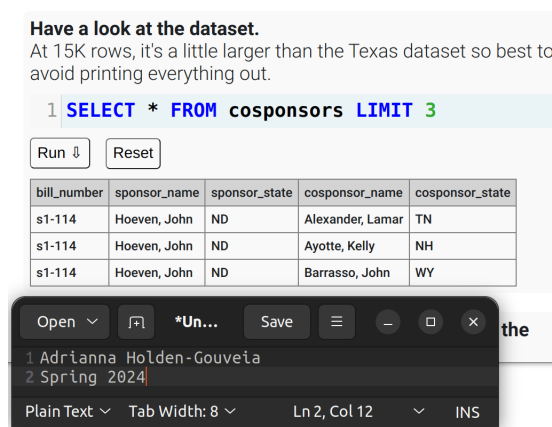 Have a look at the dataset.
At 15K rows, it's a little larger than the Texas dataset so best to
avoid printing everything out.
1 SELECT * FROM cosponsors LIMIT 3
Run ⇩ Reset
bill_number sponsor_name sponsor_state cosponsor_name cosponsor_state
s1-114 Hoeven, John ND Alexander, Lamar TN
s1-114 Hoeven, John ND Ayotte, Kelly NH
s1-114 Hoeven, John ND Barrasso, John WY
the
Open *Un... Save
1 Adrianna Holden-Gouveia
2 Spring 2024
Plain Text Tab Width: 8 Ln 2, Col 12 INS